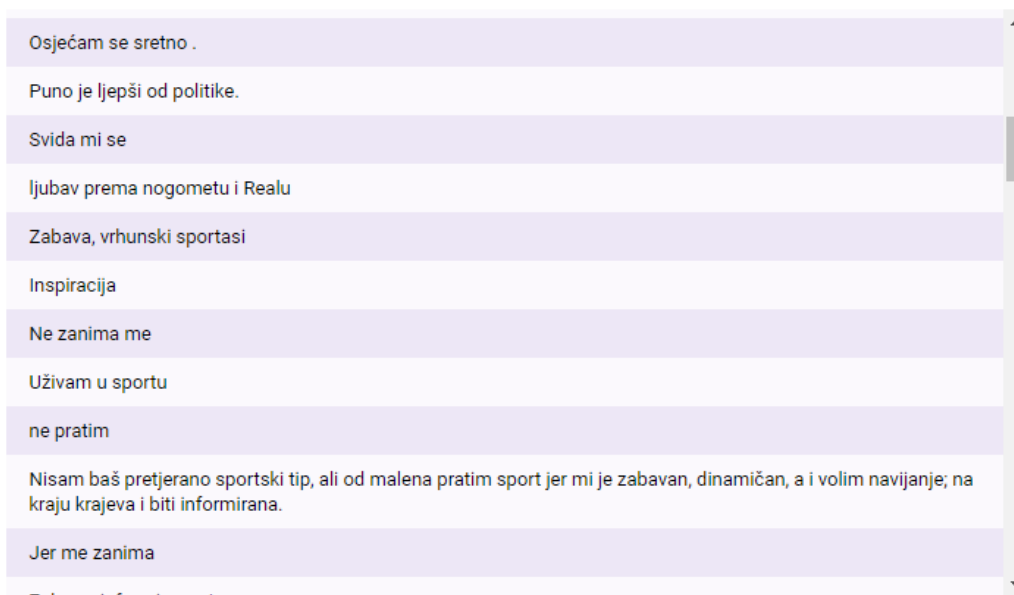 Osjećam se sretno .
Puno je ljepši od politike.
Svida mi se
ljubav prema nogometu i Realu
Zabava, vrhunski sportasi
Inspiracija
Ne zanima me
Uživam u sportu
ne pratim
Nisam baš pretjerano sportski tip, ali od malena pratim sport jer mi je zabavan, dinamičan, a i volim navijanje; na
kraju krajeva i biti informirana.
Jer me zanima